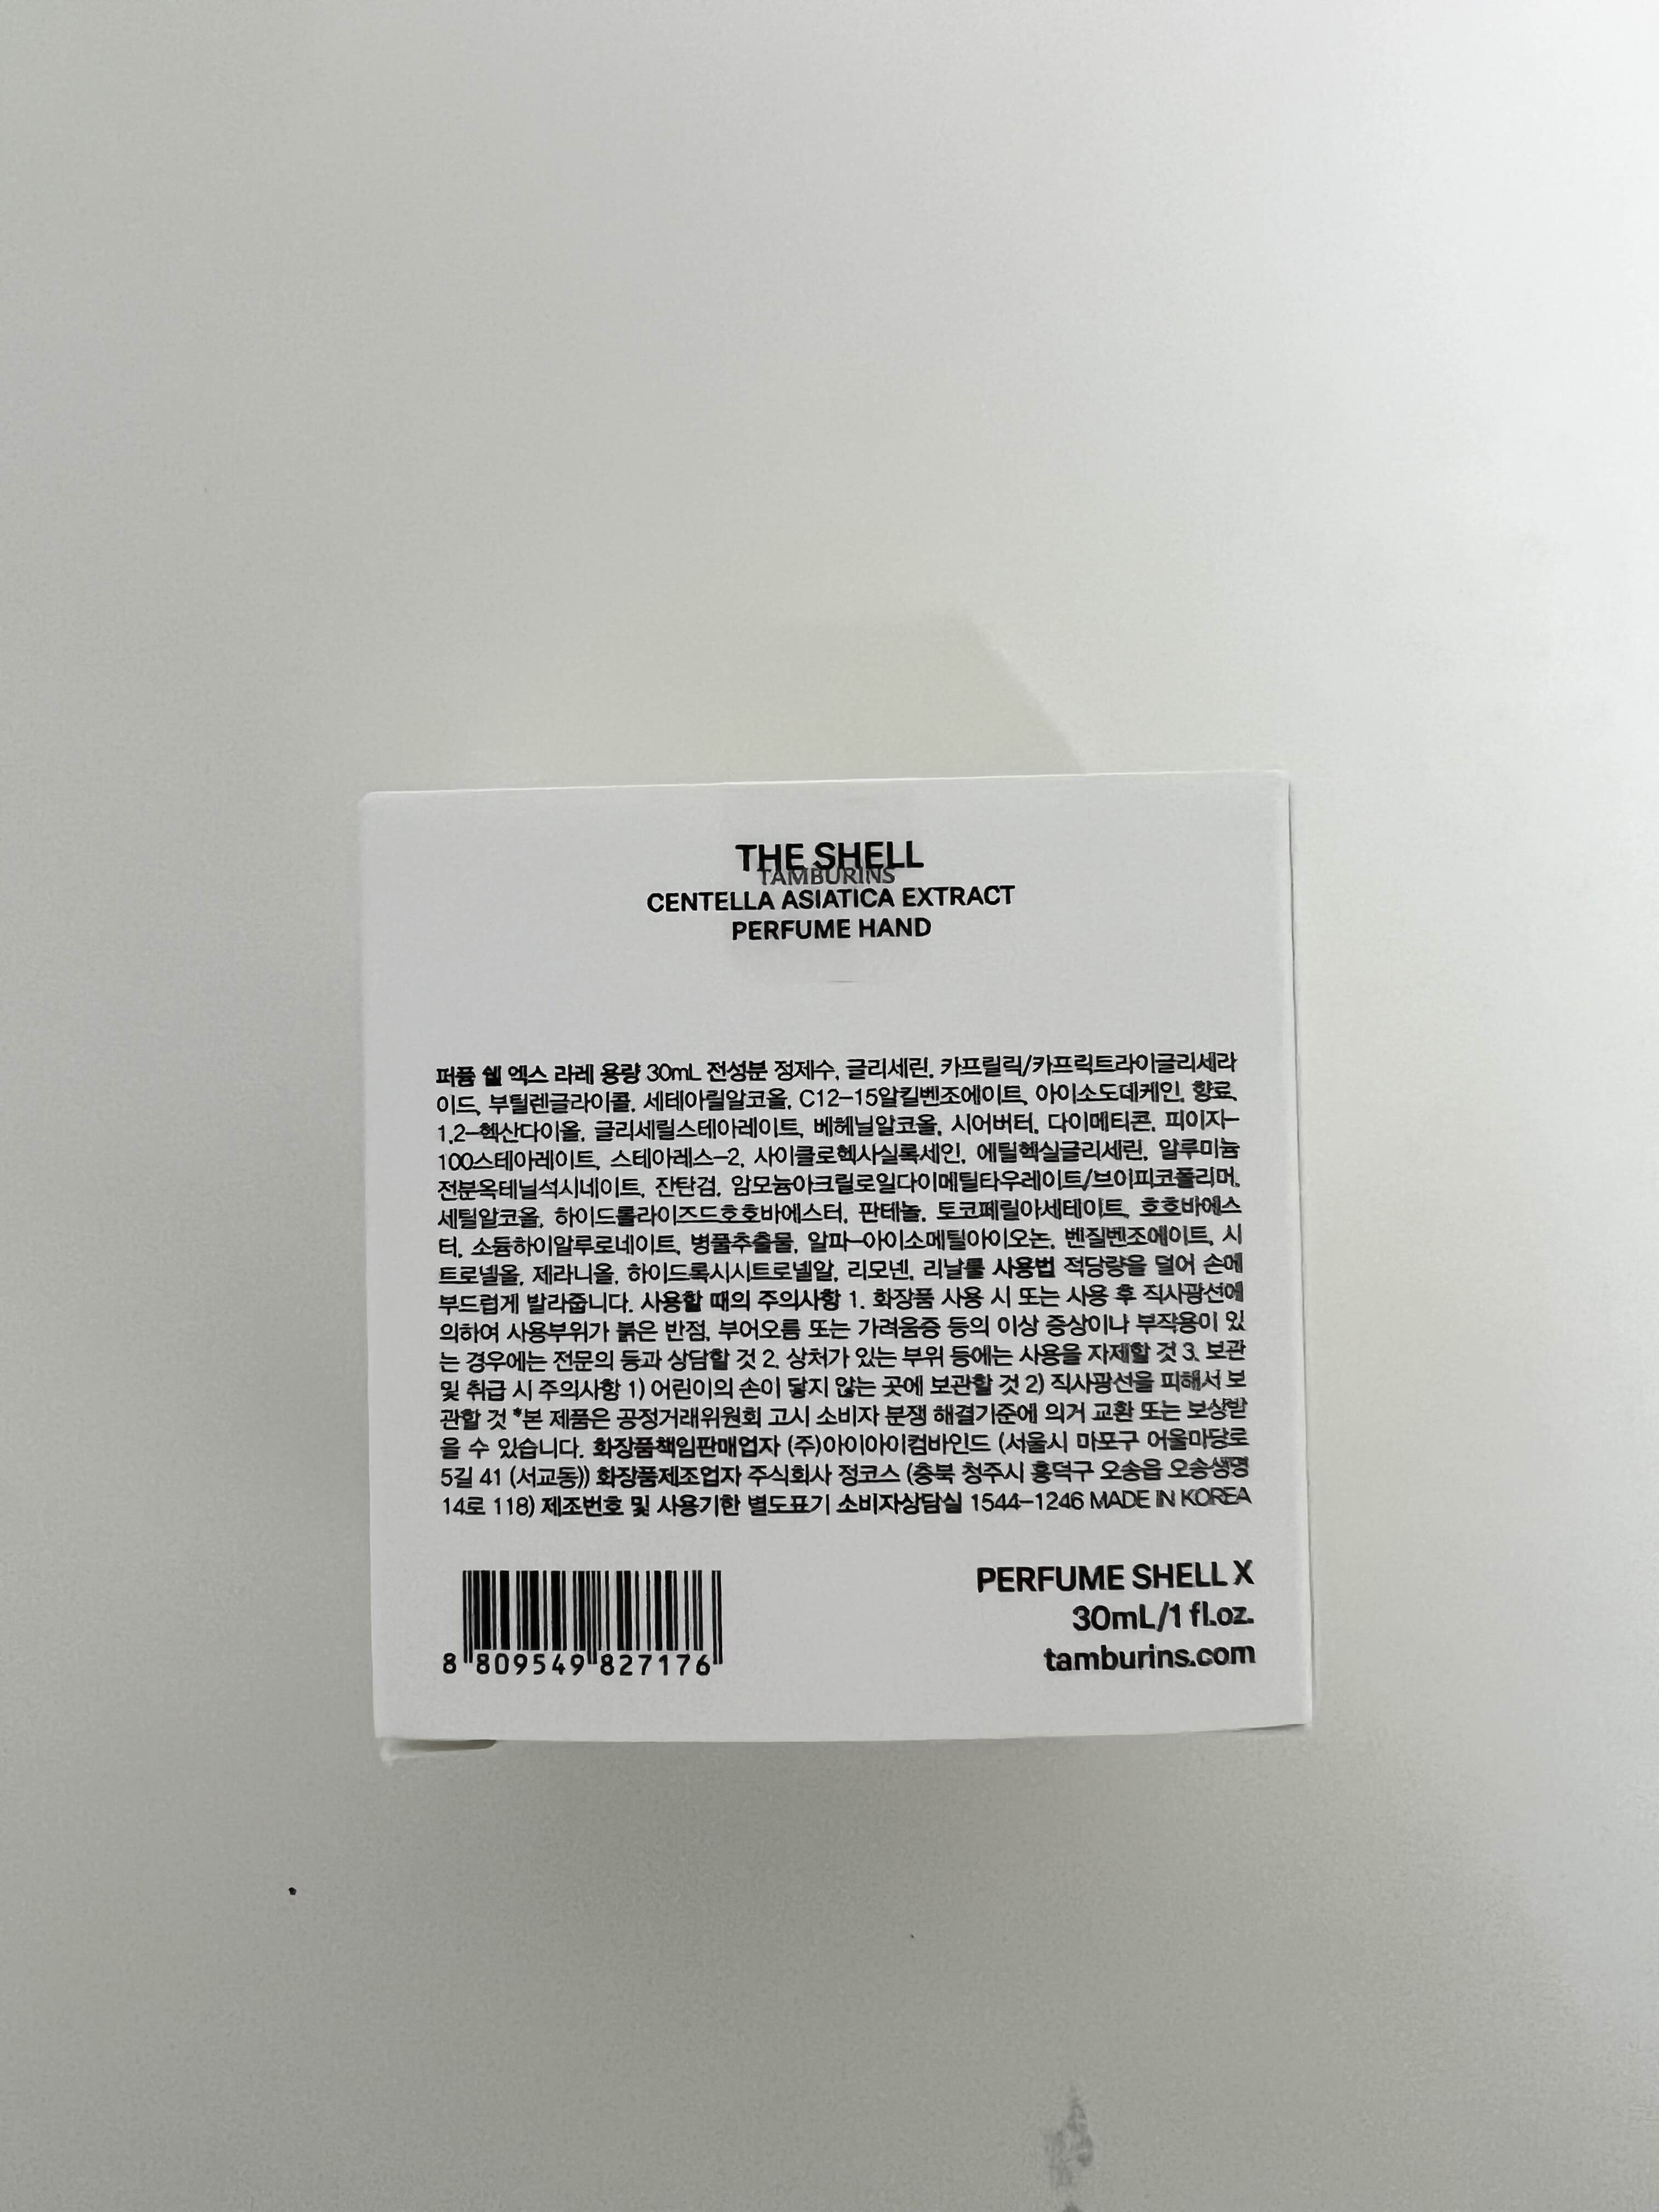 THE SHELL
TAMBURINS
CENTELLA ASIATICA EXTRACT
PERFUME HAND
퍼퓸 쉘 엑스 라레 용량 30mL 전성분 정제수, 글리세린, 카프릴릭/카프릭트라이글리세라
이드, 부틸렌글라이콜, 세테아릴알코올, C12-15알킬벤조에이트, 아이소도데케인, 향료,
1,2-헥산다이올, 글리세릴스테아레이트, 베헤닐알코올, 시어버터, 다이메티콘, 피이지-
100스테아레이트, 스테아레스-2, 사이클로헥사실록세인, 에틸헥실글리세린, 알루미늄
전분옥테닐석시네이트, 잔탄검, 암모늄아크릴로일다이메틸타우레이트/브이피코폴리머,
세틸알코올, 하이드롤라이즈드호호바에스터, 판테놀, 토코페릴아세테이트, 호호바에스
터, 소듐하이알루로네이트, 병풀추출물, 알파-아이소메틸아이오논, 벤질벤조에이트, 시
트로넬올, 제라니올, 하이드록시시트로넬알, 리모넨, 리날룰 사용법 적당량을 덜어 손에
부드럽게 발라줍니다. 사용할 때의 주의사항 1. 화장품 사용 시 또는 사용 후 직사광선에
의하여 사용부위가 붉은 반점, 부어오름 또는 가려움증 등의 이상 증상이나 부작용이 있
는 경우에는 전문의 등과 상담할 것 2. 상처가 있는 부위 등에는 사용을 자제할 것 3. 보관
및 취급 시 주의사항 1) 어린이의 손이 닿지 않는 곳에 보관할 것 2) 직사광선을 피해서 보
관할 것 *본 제품은 공정거래위원회 고시 소비자 분쟁 해결기준에 의거 교환 또는 보상받
을 수 있습니다. 화장품책임판매업자 (주)아이아이컴바인드 (서울시 마포구 어울마당로
5길 41 (서교동)) 화장품제조업자 주식회사 정코스 (충북 청주시 흥덕구 오송읍 오송생명
14로 118) 제조번호 및 사용기한 별도표기 소비자상담실 1544-1246 MADE IN KOREA
PERFUME SHELL X
30mL/1 fl.oz.
tamburins.com
8 809549 827176